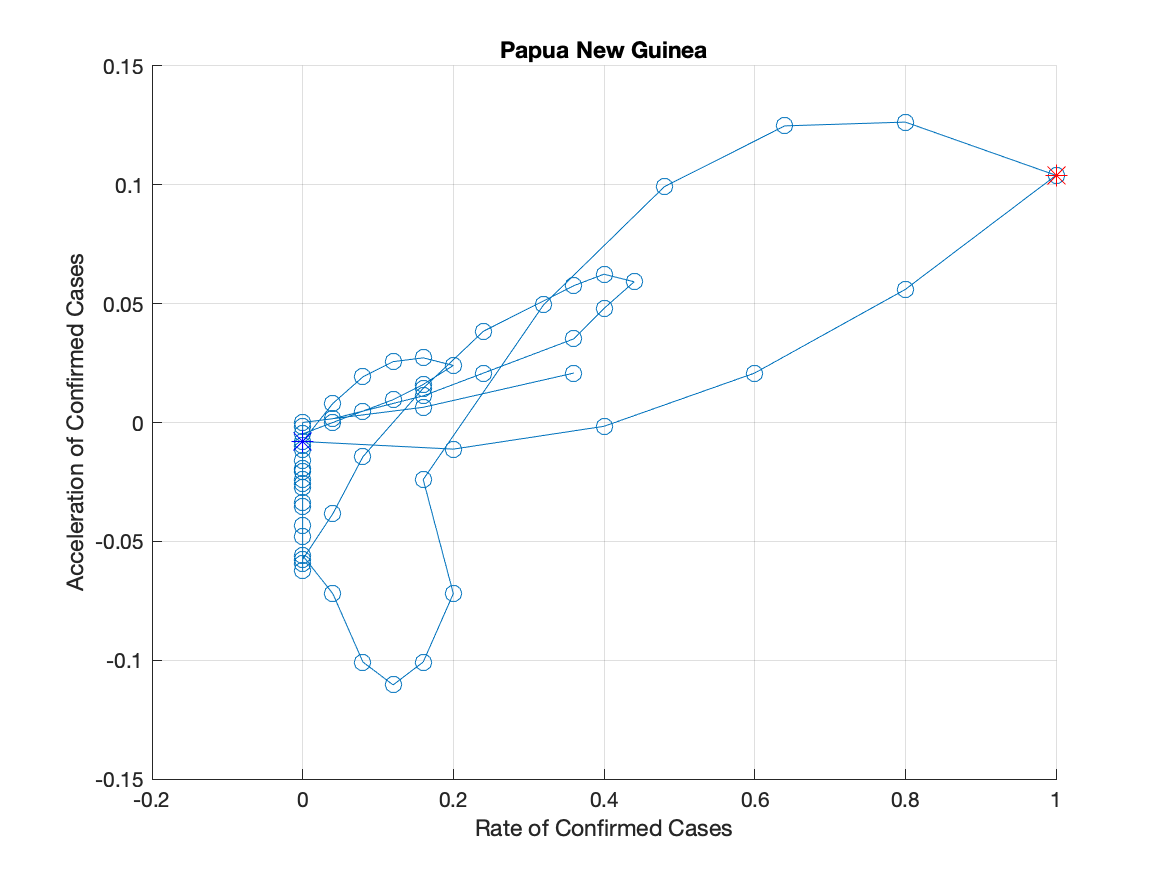 Papua New Guinea
0.15
0.1
0.05
0
-0.05
-0.1
-0.15
Acceleration of Confirmed Cases
-0.2 0 0.2 0.4 0.6 0.8 1
Rate of Confirmed Cases